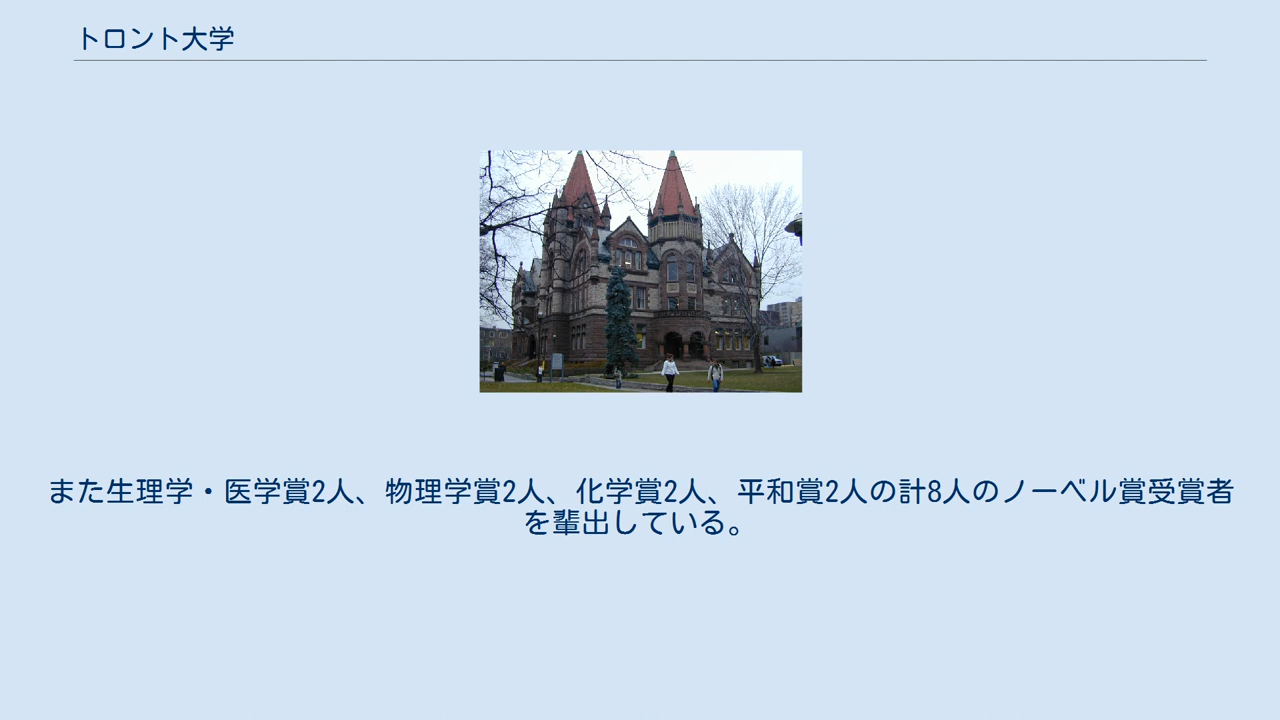 トロント大学
また生理学・医学賞2人、物理学賞2人、化学賞2人、平和賞2人の計8人のノーベル賞受賞者
を輩出している。